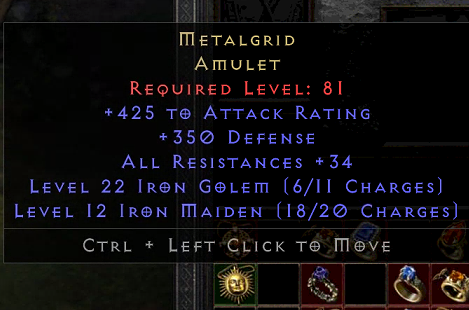 Metalgrid
Amulet
Required Level: 81
+425 to Attack Rating
+350 Defense
All Resistances +34
Level 22 Iron Golem (6/11 Charges)
Level 12 Iron Maiden (18/20 Charges)
Ctrl + Left Click to Move